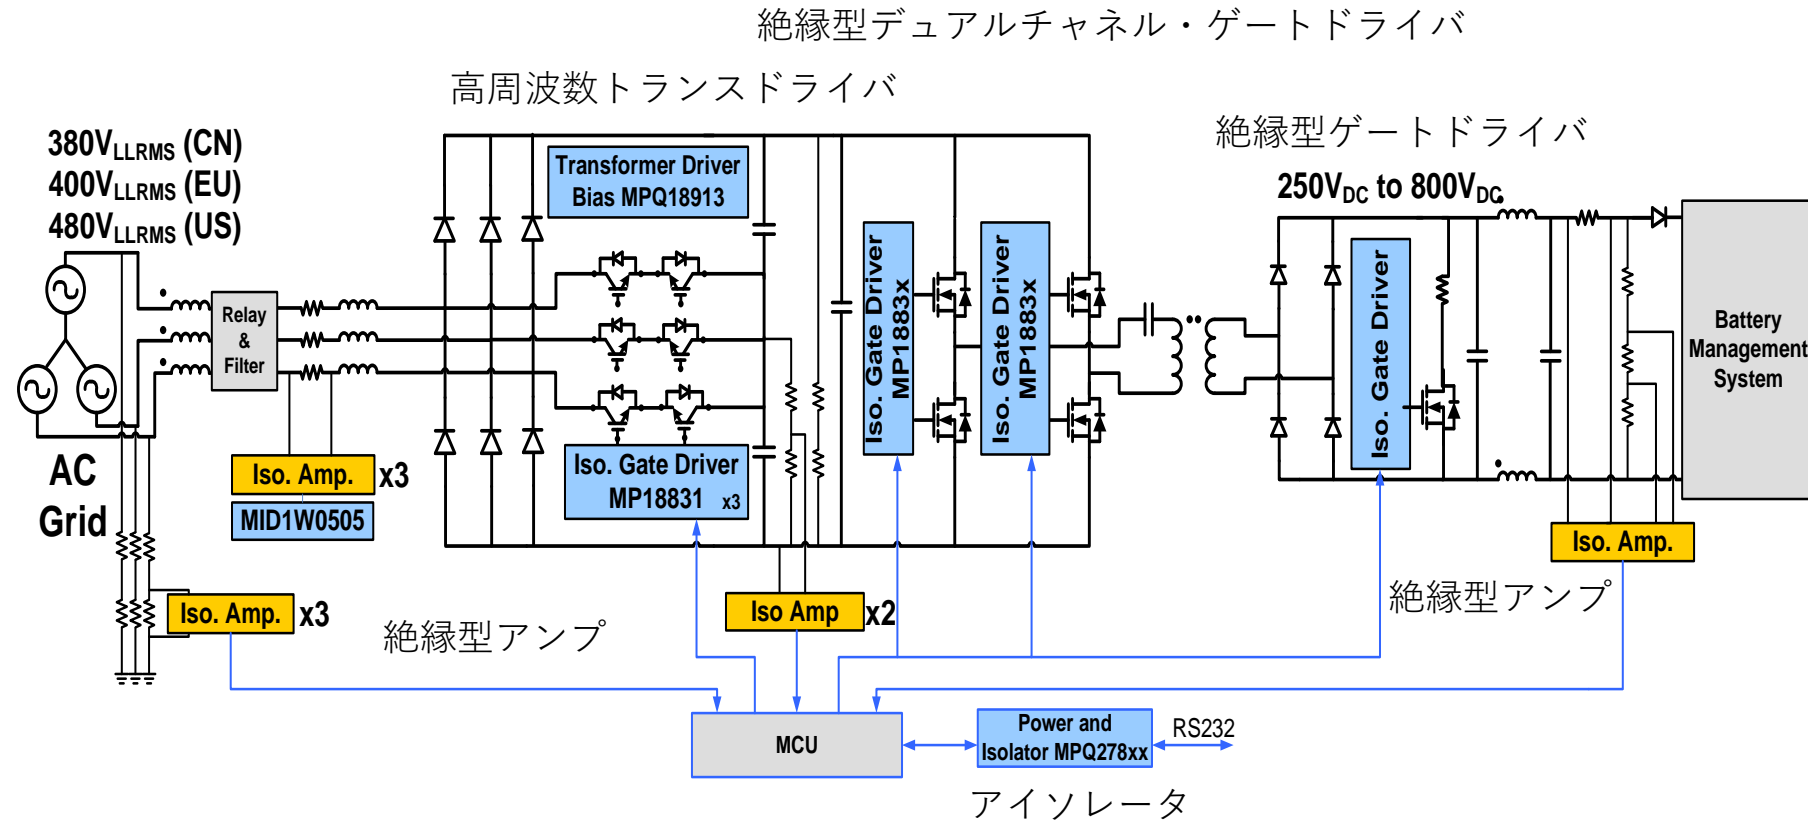 絶縁型デュアルチャネル・ゲートドライバ
高周波数トランスドライバ
絶縁型ゲートドライバ
380VLLRMS (CN)
400VLLRMS (EU)
480VLLRMS (US)
Transformer Driver
Bias MPQ18913
250VDC to 800VDC
Relay
&
Filter
Iso. Gate Driver
MP1883x
Iso. Gate Driver
MP1883x
Iso. Gate Driver
Battery
Management
System
AC
Grid
Iso. Amp. x3
MID1W0505
Iso. Gate Driver
MP18831 x3
Iso. Amp.
Iso. Amp. x3
Iso Amp x2
絶縁型アンプ
絶縁型アンプ
MCU
Power and
Isolator MPQ278xx
RS232
アイソレータ